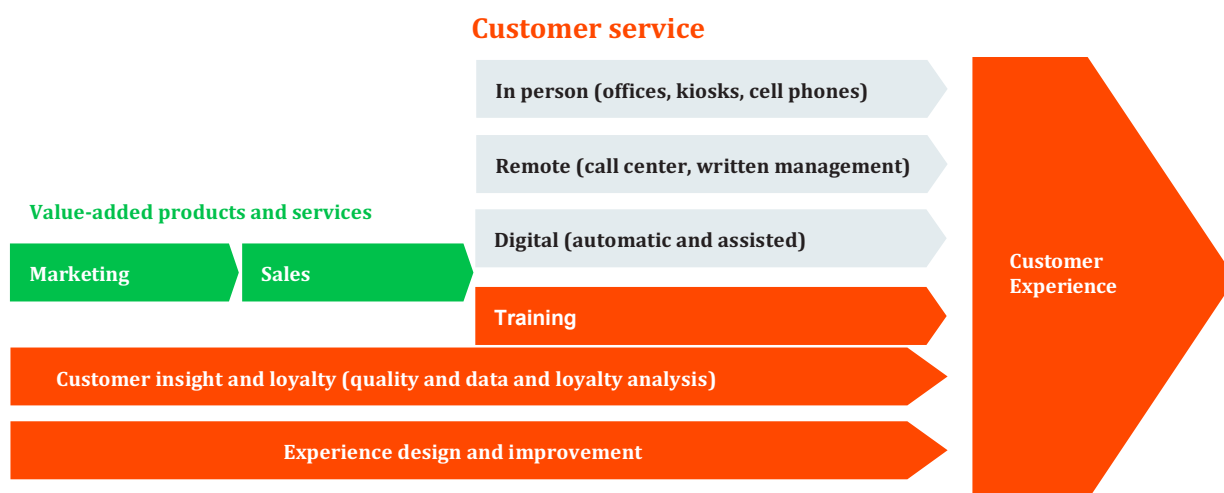 Customer service
In person (offices, kiosks, cell phones)
Remote (call center, written management)
Value-added products and services
Digital (automatic and assisted)
Marketing
Sales
Customer
Experience
Training
Customer insight and loyalty (quality and data and loyalty analysis)
Experience design and improvement